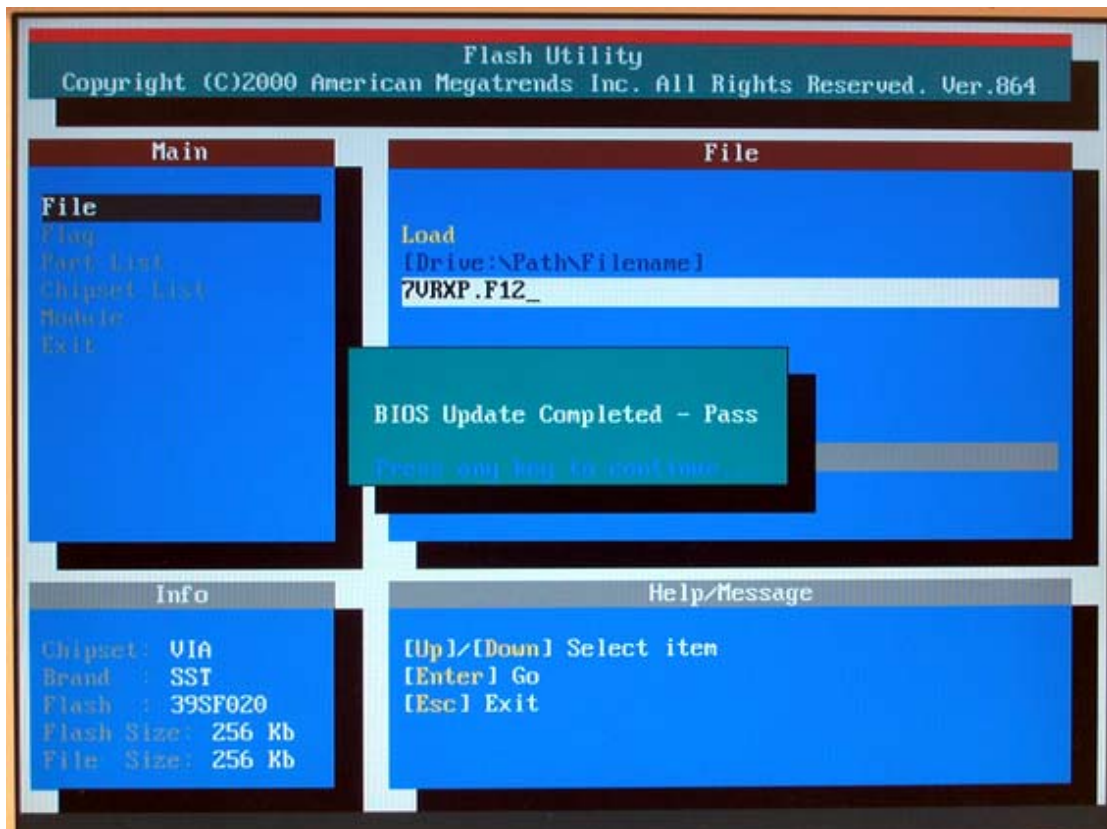 Flash Utility
Copyright (C)2000 American Megatrends Inc. All Rights Reserved. Ver.864
Main
File
Flag
Part List
Chipset List
Module
Exit
File
Load
[Drive:\Path\Filename]
7VRXP.F12_
BIOS Update Completed - Pass
Press any key to continue
Info
Chipset: VIA
Brand : SST
Flash : 39SF020
Flash Size: 256 Kb
File Size: 256 Kb
Help/Message
[Up]/[Down] Select item
[Enter] Go
[Esc] Exit